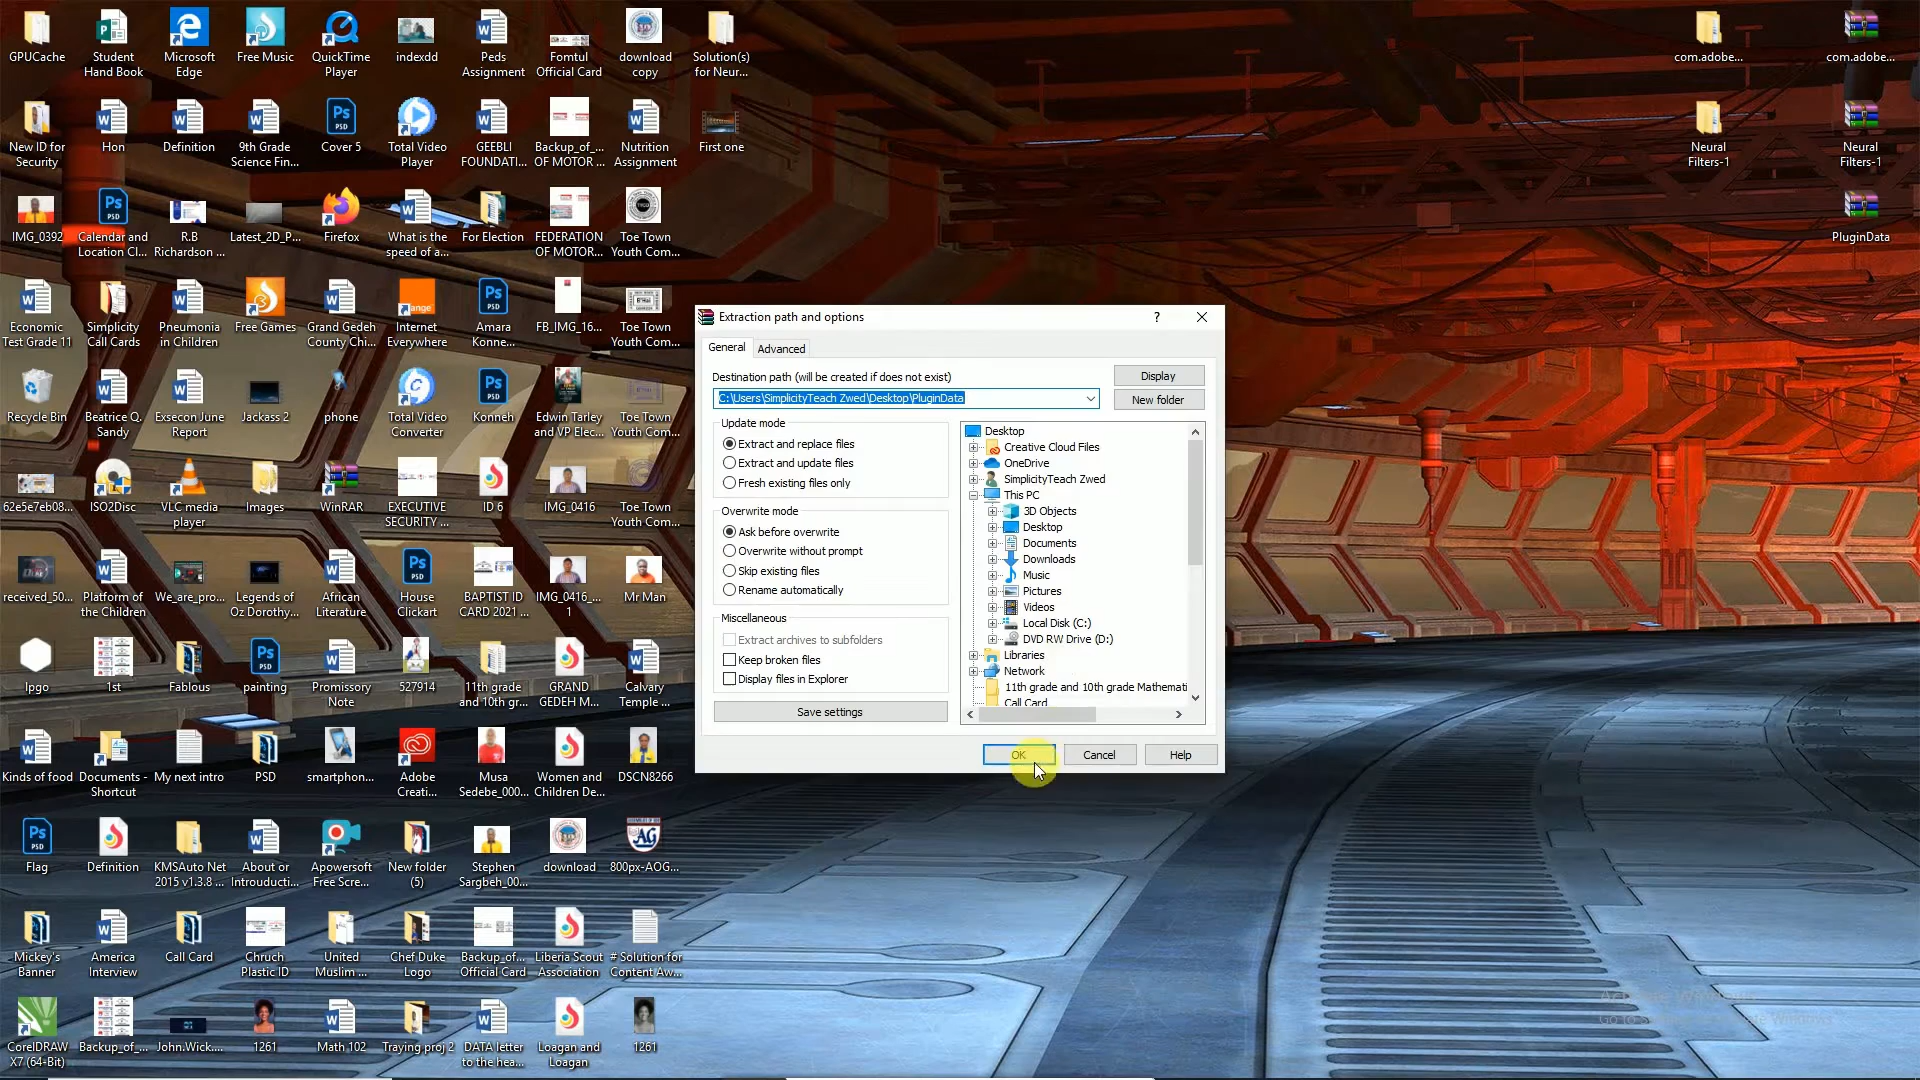 GPUCache
Student
Hand Book
Microsoft
Edge
Free Music
QuickTime
Player
indexdd
Peds
Assignment
Fomtul
Official Card
download
copy
Solution(s)
for Neur...
com.adobe...
com.adobe...
New ID for
Security
Hon
Definition
9th Grade
Science Fin...
Cover 5
Total Video
Player
GEEBLI
FOUNDATI...
Backup_of_...
OF MOTOR ...
Nutrition
Assignment
First one
Neural
Filters-1
Neural
Filters-1
IMG_0392
Calendar and
Location Cl...
R.B
Richardson ...
Latest_2D_P...
Firefox
What is the
speed of a...
For Election
FEDERATION
OF MOTOR...
Toe Town
Youth Com...
PluginData
Economic
Test Grade 11
Simplicity
Call Cards
Pneumonia
in Children
Free Games
Grand Gedeh
County Chi...
Internet
Everywhere
Amara
Konne...
FB_IMG_16...
Toe Town
Youth Com...
Recycle Bin
Beatrice Q.
Sandy
Exsecon June
Report
Jackass 2
phone
Total Video
Converter
Konneh
Edwin Tarley
and VP Elec...
Toe Town
Youth Com...
62e5e7eb08...
ISO2Disc
VLC media
player
Images
WinRAR
EXECUTIVE
SECURITY ...
ID 6
IMG_0416
Toe Town
Youth Com...
received_50...
Platform of
the Children
We_are_pro...
Legends of
Oz Dorothy...
African
Literature
House
Clickart
BAPTIST ID
CARD 2021 ...
IMG_0416_...
1
Mr Man
Ipgo
1st
Fablous
painting
Promissory
Note
527914
11th grade
and 10th gr...
GRAND
GEDEH M...
Calvary
Temple ...
Kinds of food
Documents -
Shortcut
My next intro
PSD
smartphon...
Adobe
Creati...
Musa
Sedebe_000...
Women and
Children De...
DSCN8266
Flag
Definition
KMSAuto Net
2015 v1.3.8 ...
About or
Introuducti...
Apowersoft
Free Scre...
New folder
(5)
Stephen
Sargbeh_00...
download
800px-AOG...
Mickey's
Banner
America
Interview
Call Card
Chruch
Plastic ID
United
Muslim ...
Chef Duke
Logo
Backup_of...
Official Card
Liberia Scout
Association
# Solution for
Content Aw...
CorelDRAW
X7 (64-Bit)
Backup_of_...
John.Wick....
1261
Math 102
Traying proj 2
DATA letter
to the hea...
Loagan and
Loagan
1261
Extraction path and options
General
Advanced
Destination path (will be created if does not exist)
Display
C:\Users\SimplicityTeach Zwed\Desktop\PluginData
New folder
Update mode
Extract and replace files
Extract and update files
Fresh existing files only
Overwrite mode
Ask before overwrite
Overwrite without prompt
Skip existing files
Rename automatically
Miscellaneous
Extract archives to subfolders
Keep broken files
Display files in Explorer
Save settings
Desktop
Creative Cloud Files
OneDrive
SimplicityTeach Zwed
This PC
3D Objects
Desktop
Documents
Downloads
Music
Pictures
Videos
Local Disk (C:)
DVD RW Drive (D:)
Libraries
Network
11th grade and 10th grade Mathemati
Call Card
OK
Cancel
Help